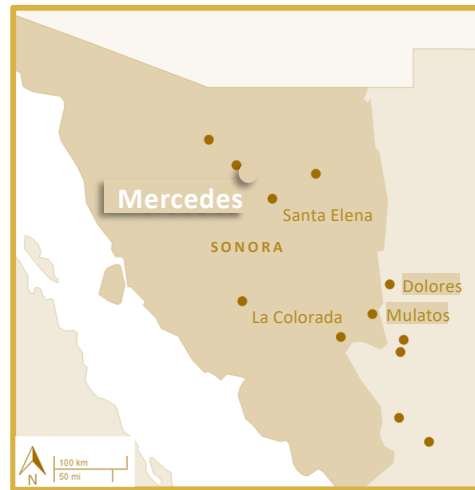 Mercedes
Santa Elena
SONORA
Dolores
La Colorada
Mulatos
100 km
50 mi
N